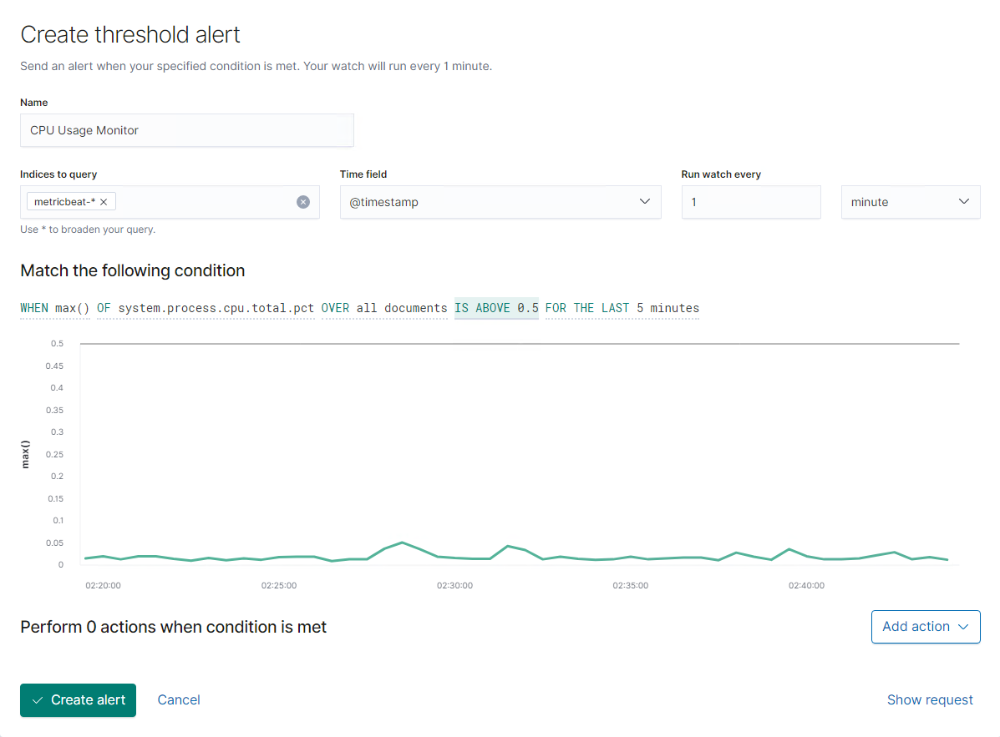 Create threshold alert
Send an alert when your specified condition is met. Your watch will run every 1 minute.
Name
CPU Usage Monitor
Indices to query
Time field
Run watch every
metricbeat-*
@timestamp
1
minute
Use * to broaden your query.
Match the following condition
WHEN max() OF system.process.cpu.total.pct OVER all documents IS ABOVE 0.5 FOR THE LAST 5 minutes
max()
0.5
0.45
0.4
0.35
0.3
0.25
0.2
0.15
0.1
0.05
0
02:20:00
02:25:00
02:30:00
02:35:00
02:40:00
Perform 0 actions when condition is met
Add action
Create alert
Cancel
Show request